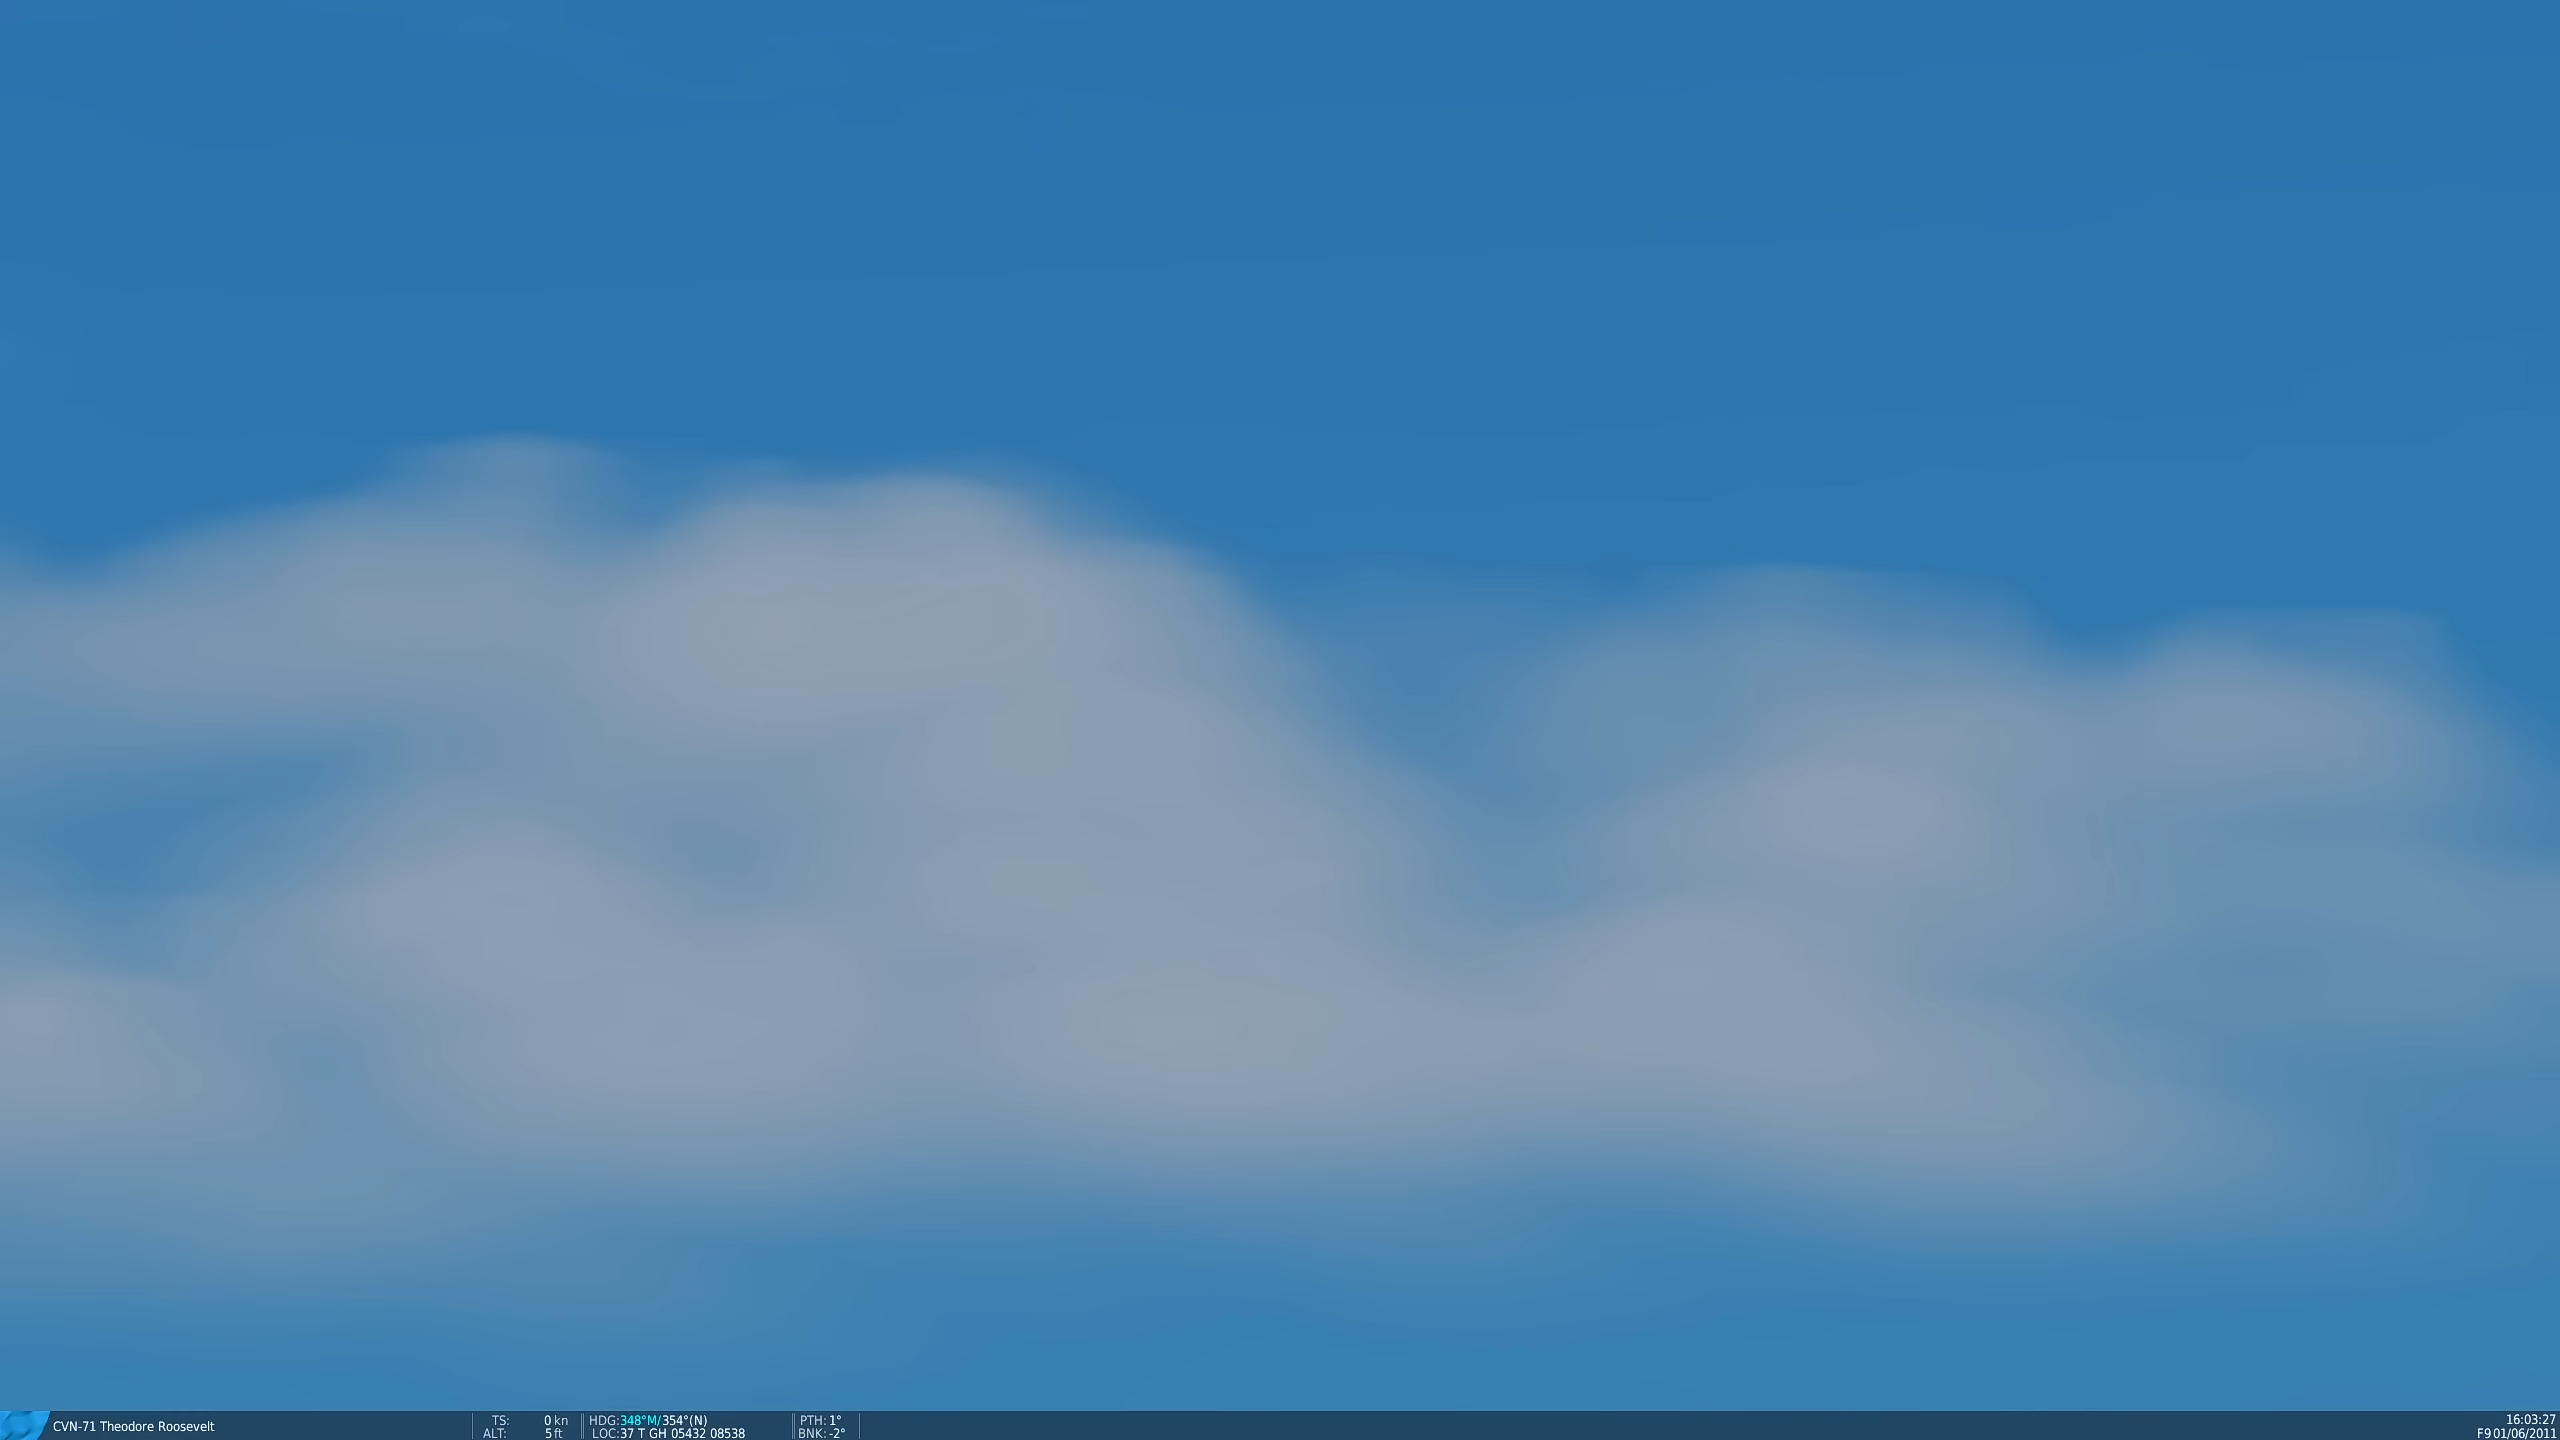 CVN-71 Theodore Roosevelt
TS: 0 kn
ALT: 5 ft
HDG:348°M/354°(N)
LOC:37 T GH 05432 08538
PTH: 1°
BNK: -2°
16:03:27
F9 01/06/2011